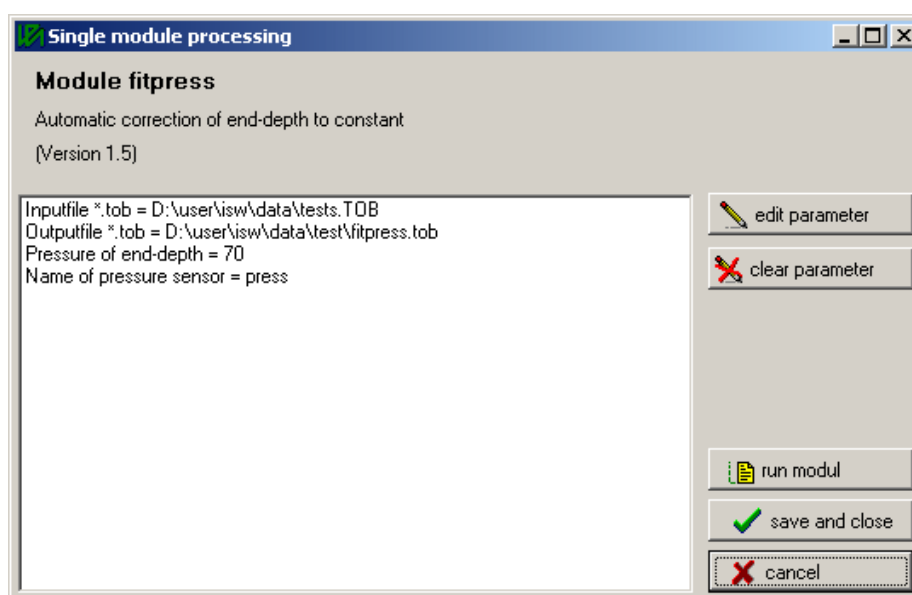 Single module processing
Module fitpress
Automatic correction of end-depth to constant
(Version 1.5)
Inputfile *.tob = D:\user\isw\data\tests.TOB
Outputfile *.tob = D:\user\isw\data\test\fitpress.tob
Pressure of end-depth = 70
Name of pressure sensor = press
edit parameter
clear parameter
run modul
save and close
cancel